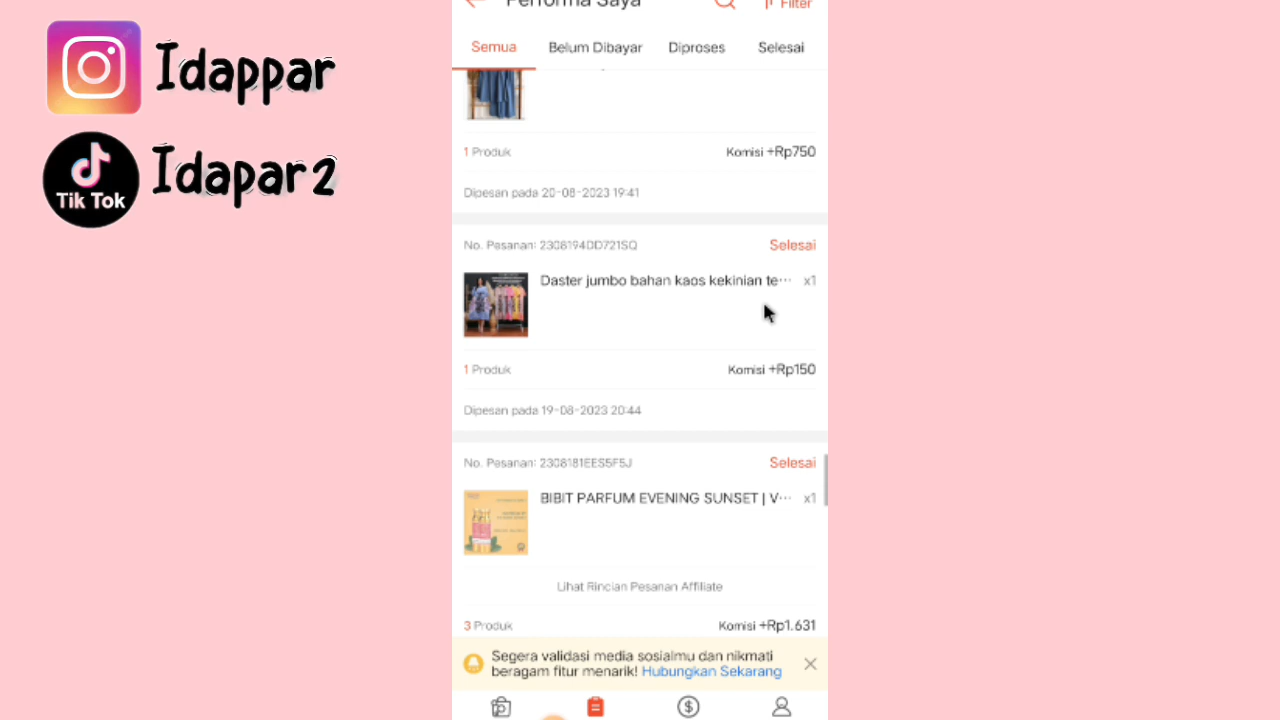 Idappar
Tik Tok
Idapar2
Performa Saya
Filter
Semua
Belum Dibayar
Diproses
Selesai
1 Produk
Komisi +Rp750
Dipesan pada 20-08-2023 19:41
No. Pesanan: 2308194DD721SQ
Selesai
Daster jumbo bahan kaos kekinian te··· x1
1 Produk
Komisi +Rp150
Dipesan pada 19-08-2023 20:44
No. Pesanan: 2308181EES5F5J
Selesai
BIBIT PARFUM EVENING SUNSET | V··· x1
Lihat Rincian Pesanan Affiliate
3 Produk
Komisi +Rp1.631
Segera validasi media sosialmu dan nikmati
beragam fitur menarik! Hubungkan Sekarang